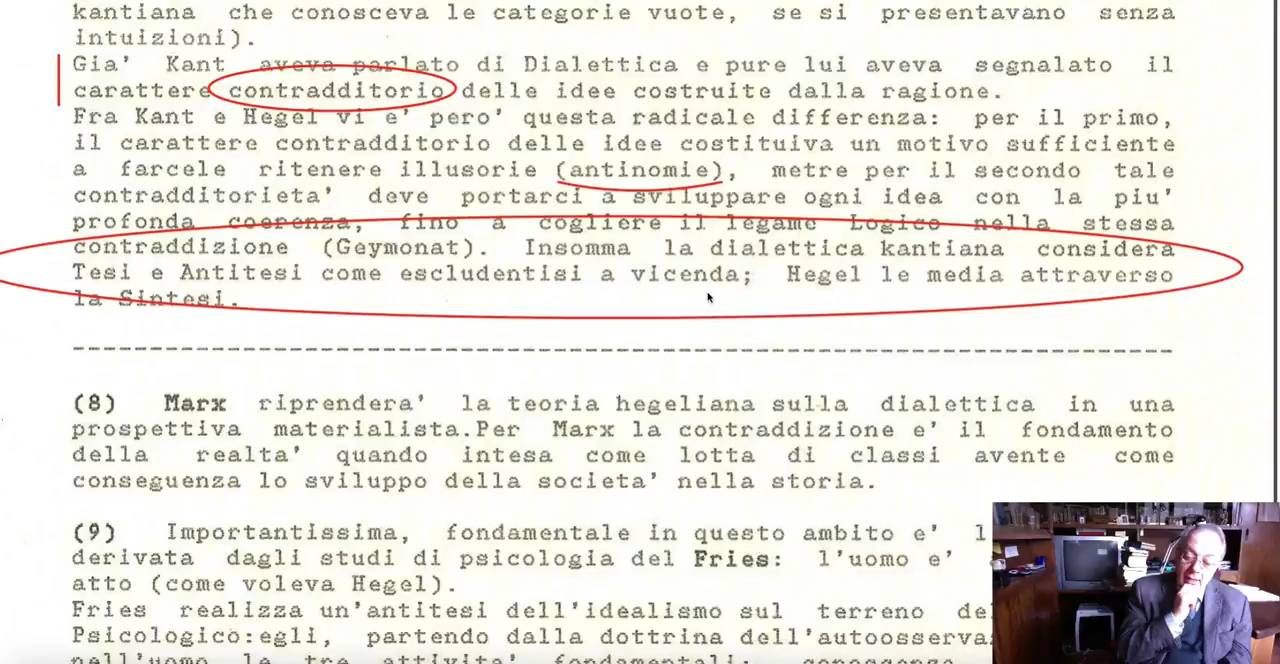 kantiana che conosceva le categorie vuote, se si presentavano senza
intuizioni).
Gia' Kant aveva parlato di Dialettica e pure lui aveva segnalato il
carattere contradditorio delle idee costruite dalla ragione.
Fra Kant e Hegel vi e' pero' questa radicale differenza: per il primo,
il carattere contradditorio delle idee costituiva un motivo sufficiente
a farcele ritenere illusorie (antinomie), metre per il secondo tale
contradditorieta' deve portarci a sviluppare ogni idea con la piu'
profonda coerenza, fino a cogliere il legame Logico nella stessa
contraddizione (Geymonat). Insomma la dialettica kantiana considera
Tesi e Antitesi come escludentisi a vicenda; Hegel le media attraverso
la Sintesi.
(8) Marx riprendera' la teoria hegeliana sulla dialettica in una
prospettiva materialista.Per Marx la contraddizione e' il fondamento
della realta' quando intesa come lotta di classi avente come
conseguenza lo sviluppo della societa' nella storia.
(9) Importantissima, fondamentale in questo ambito e' l
derivata dagli studi di psicologia del Fries: l'uomo e'
atto (come voleva Hegel).
Fries realizza un'antitesi dell'idealismo sul terreno de
Psicologico:egli, partendo dalla dottrina dell'autoosserva
nell'uomo le tre attivita' fondamentali: conoscenza